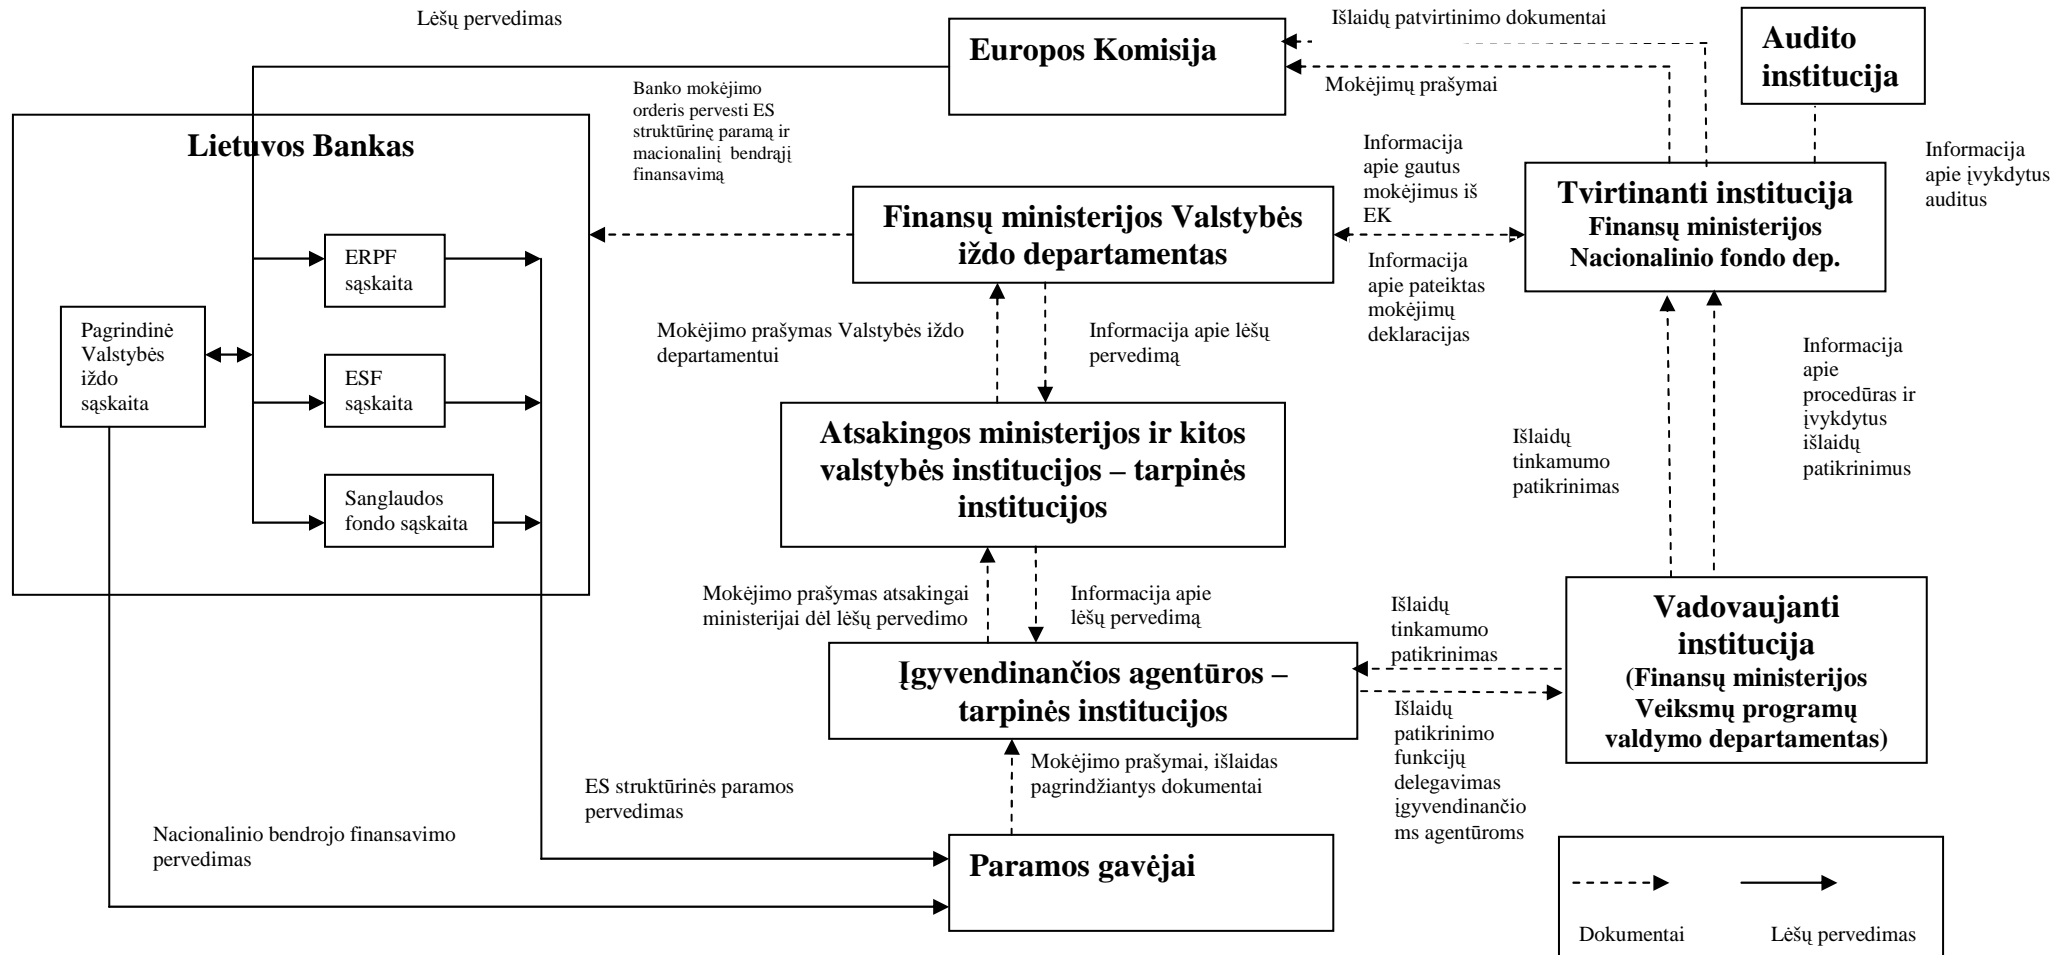 Lėšų pervedimas
Išlaidų patvirtinimo dokumentai
Europos Komisija
Audito
institucija
Mokėjimų prašymai
Banko mokėjimo
orderis pervesti ES
struktūrinę paramą ir
macionalinį bendrąjį
finansavimą
Lietuvos Bankas
Informacija
apie gautus
mokėjimus iš
EK
Informacija
apie įvykdytus
auditus
Finansų ministerijos Valstybės
iždo departamentas
Tvirtinanti institucija
Finansų ministerijos
Nacionalinio fondo dep.
ERPF
sąskaita
Informacija
apie pateiktas
mokėjimų
deklaracijas
Pagrindinė
Valstybės
iždo
sąskaita
Mokėjimo prašymas Valstybės iždo
departamentui
Informacija apie lėšų
pervedimą
Informacija
apie
procedūras ir
įvykdytus
išlaidų
patikrinimus
ESF
sąskaita
Atsakingos ministerijos ir kitos
valstybės institucijos – tarpinės
institucijos
Išlaidų
tinkamumo
patikrinimas
Sanglaudos
fondo sąskaita
Mokėjimo prašymas atsakingai
ministerijai dėl lėšų pervedimo
Informacija apie
lėšų pervedimą
Išlaidų
tinkamumo
patikrinimas
Vadovaujanti
institucija
(Finansų ministerijos
Veiksmų programų
valdymo departamentas)
Įgyvendinančios agentūros –
tarpinės institucijos
Išlaidų
patikrinimo
funkcijų
delegavimas
įgyvendinančio
ms agentūroms
Mokėjimo prašymai, išlaidas
pagrindžiantys dokumentai
ES struktūrinės paramos
pervedimas
Nacionalinio bendrojo finansavimo
pervedimas
Paramos gavėjai
Dokumentai
Lėšų pervedimas